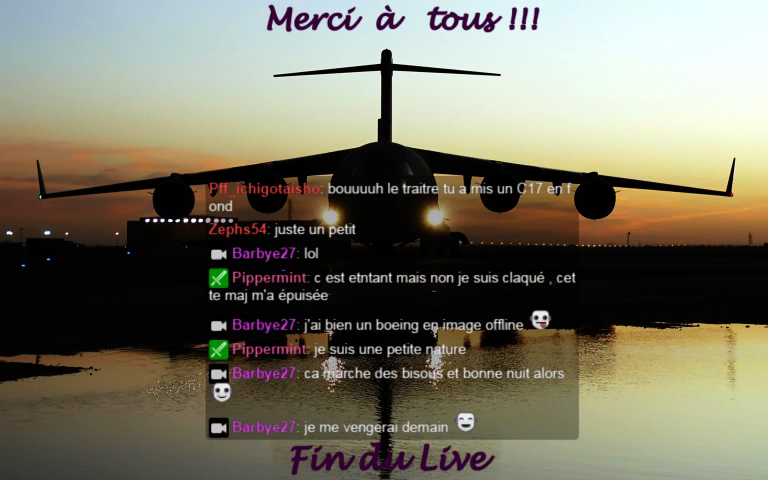 Merci à tous !!!
Pff_ichigotaisho: bouuuuh le traitre tu a mis un C17 en f
ond
Zephs54: juste un petit
Barbye27: lol
Pippermint: c est etntant mais non je suis claqué , cet
te maj m'a épuisée
Barbye27: j'ai bien un boeing en image offline
Pippermint: je suis une petite nature
Barbye27: ca marche des bisous et bonne nuit alors
Barbye27: je me vengerai demain
Fin du Live